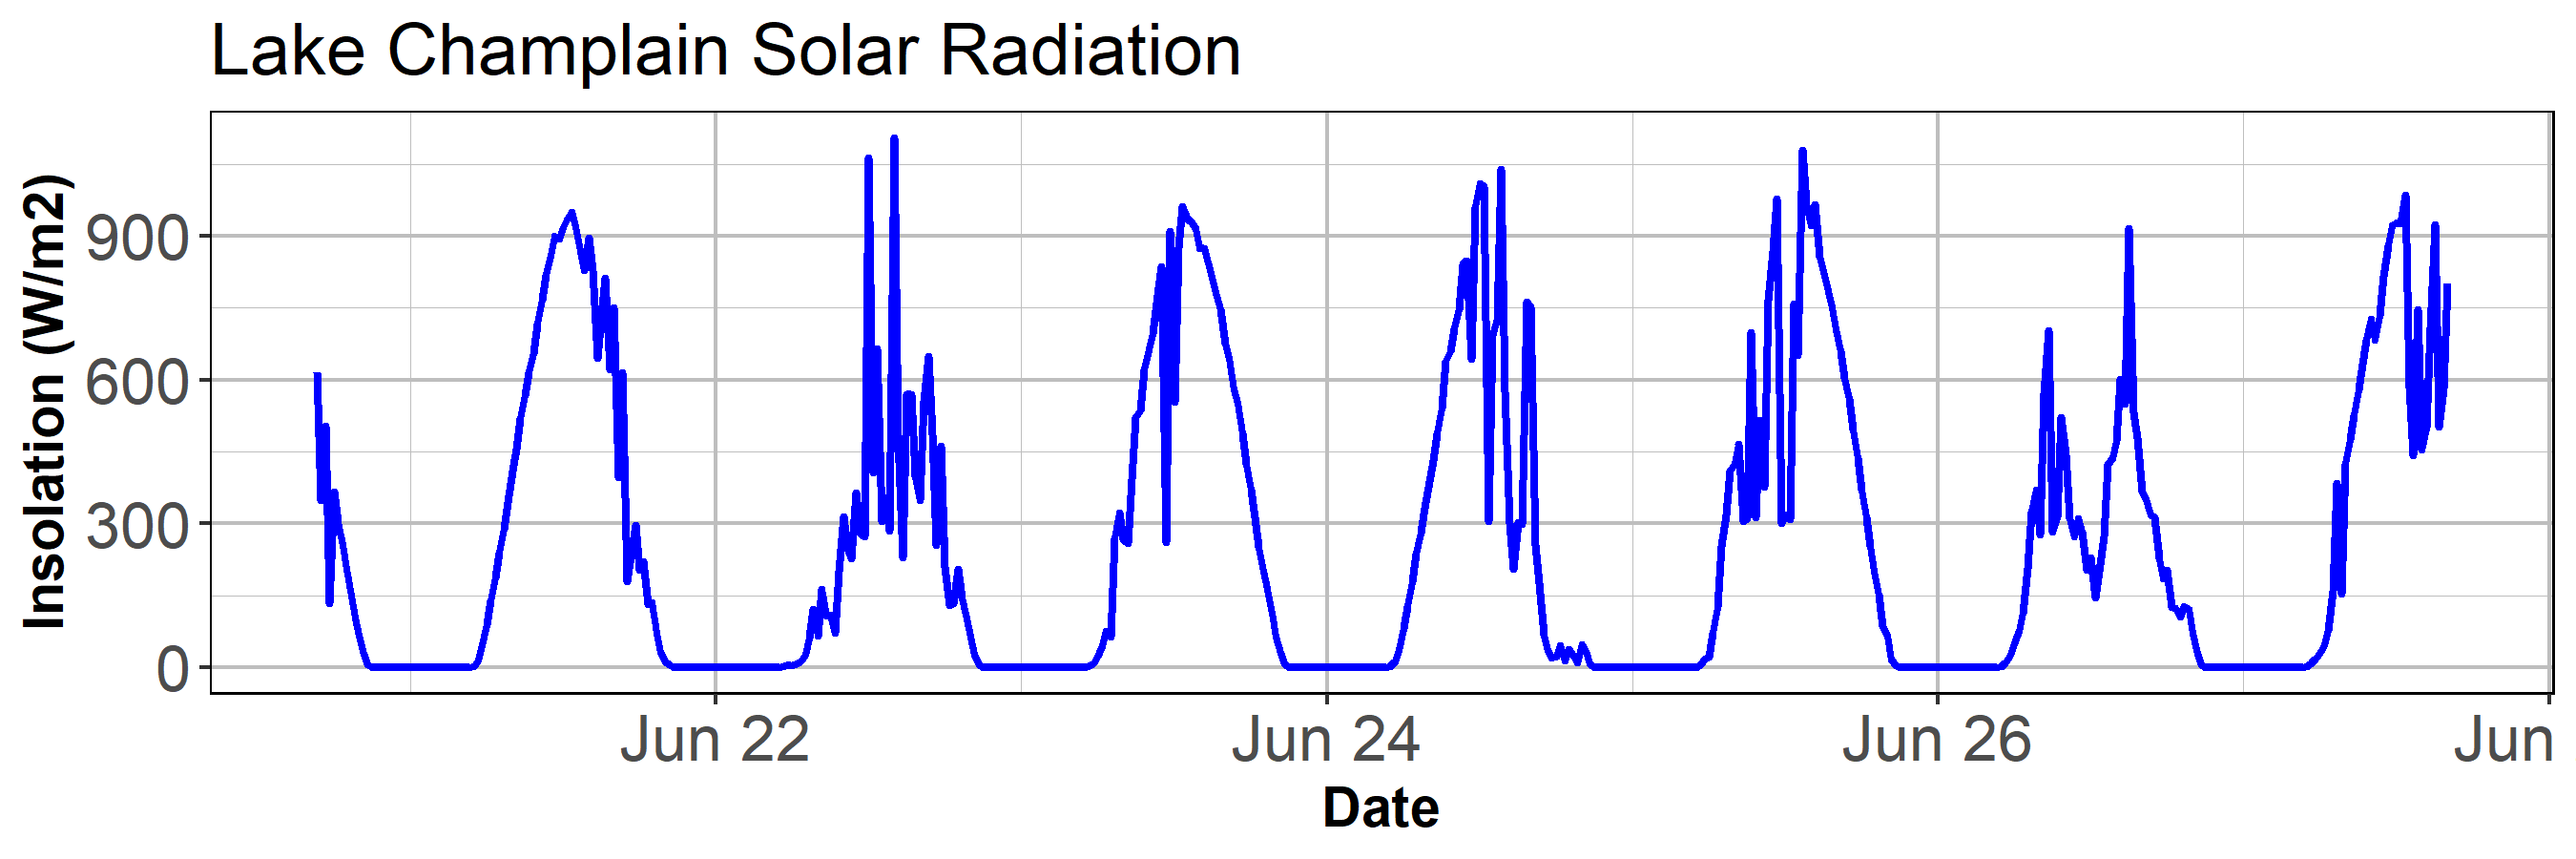 Lake Champlain Solar Radiation
Insolation (W/m2)
900
600
300
0
Jun 22
Jun 24
Jun 26
Jun
Date